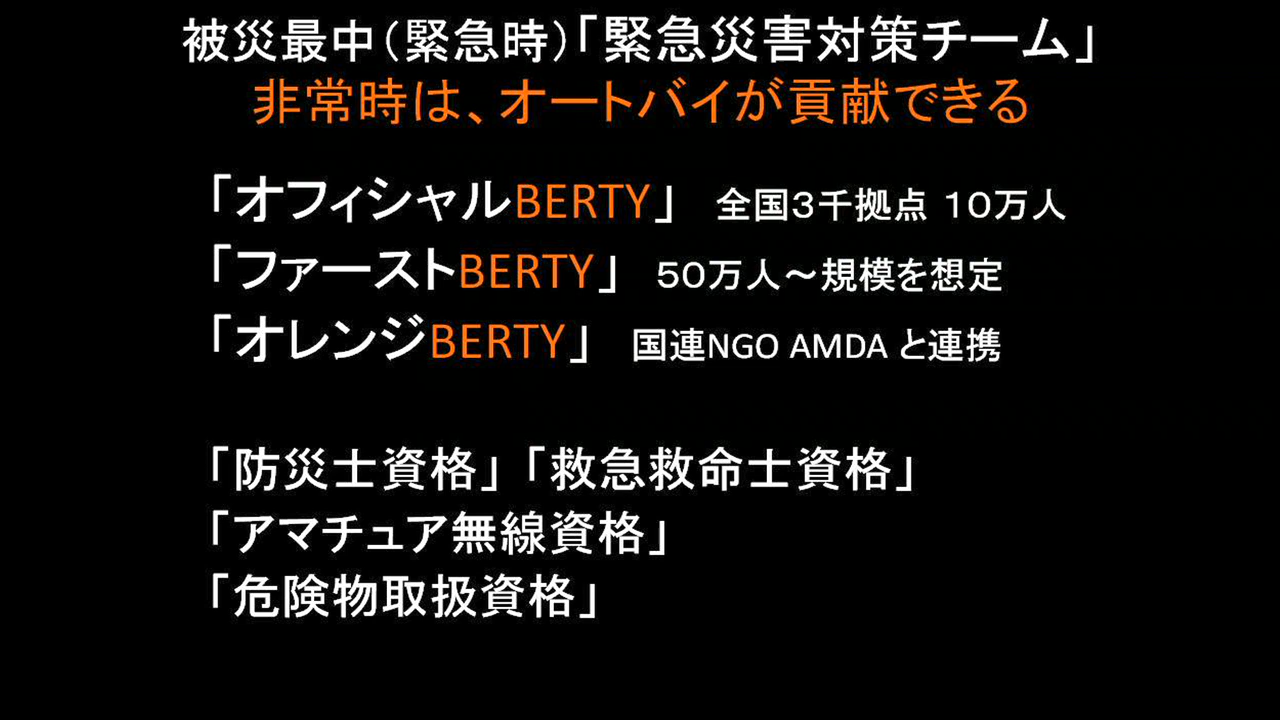 被災最中（緊急時）「緊急災害対策チーム」
非常時は、オートバイが貢献できる
「オフィシャルBERTY」 全国３千拠点 １０万人
「ファーストBERTY」 ５０万人～規模を想定
「オレンジBERTY」 国連NGO AMDA と連携
「防災士資格」「救急救命士資格」
「アマチュア無線資格」
「危険物取扱資格」